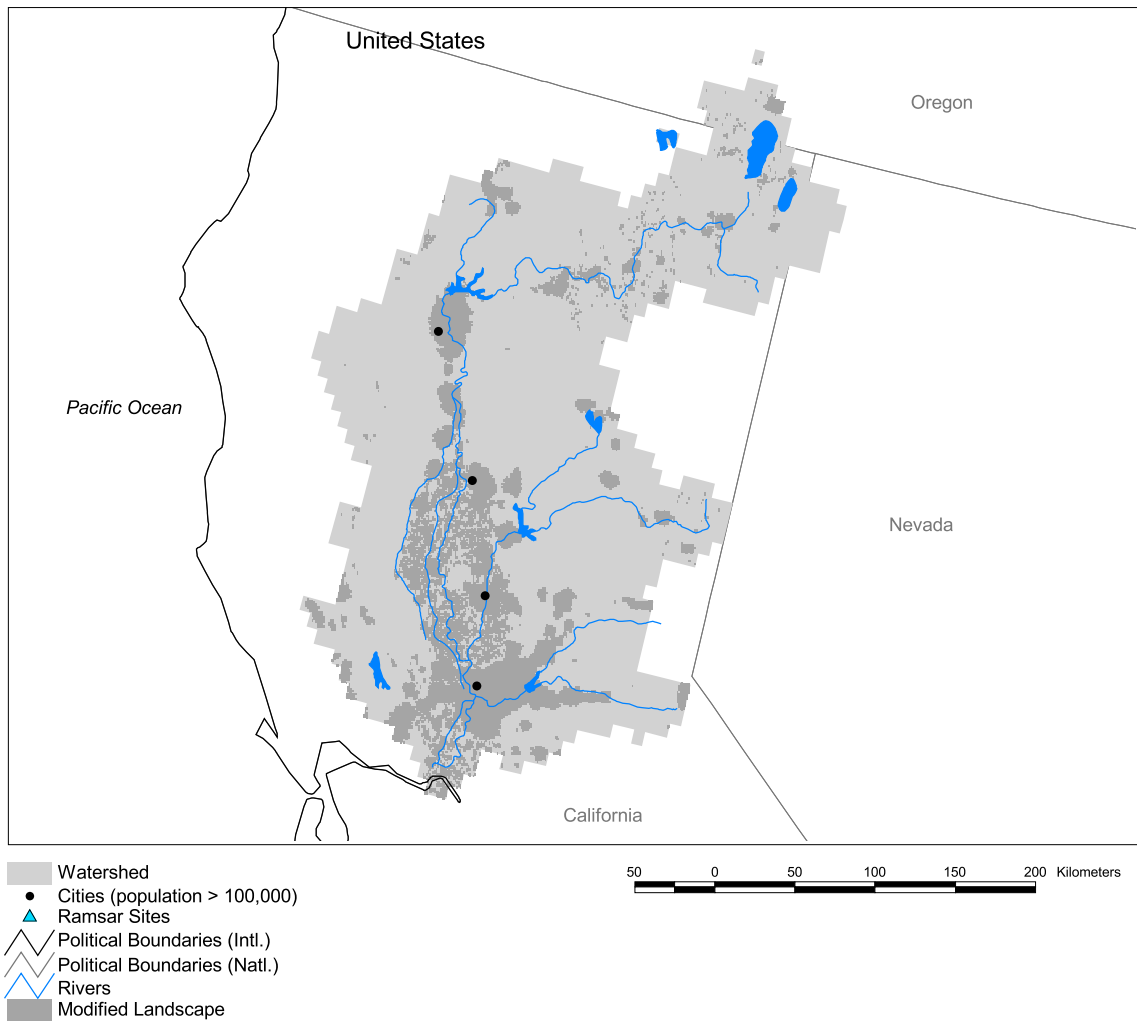 United States
Oregon
Pacific Ocean
Nevada
California
Watershed
Cities (population > 100,000)
Ramsar Sites
Political Boundaries (Intl.)
Political Boundaries (Natl.)
Rivers
Modified Landscape
50 0 50 100 150 200 Kilometers